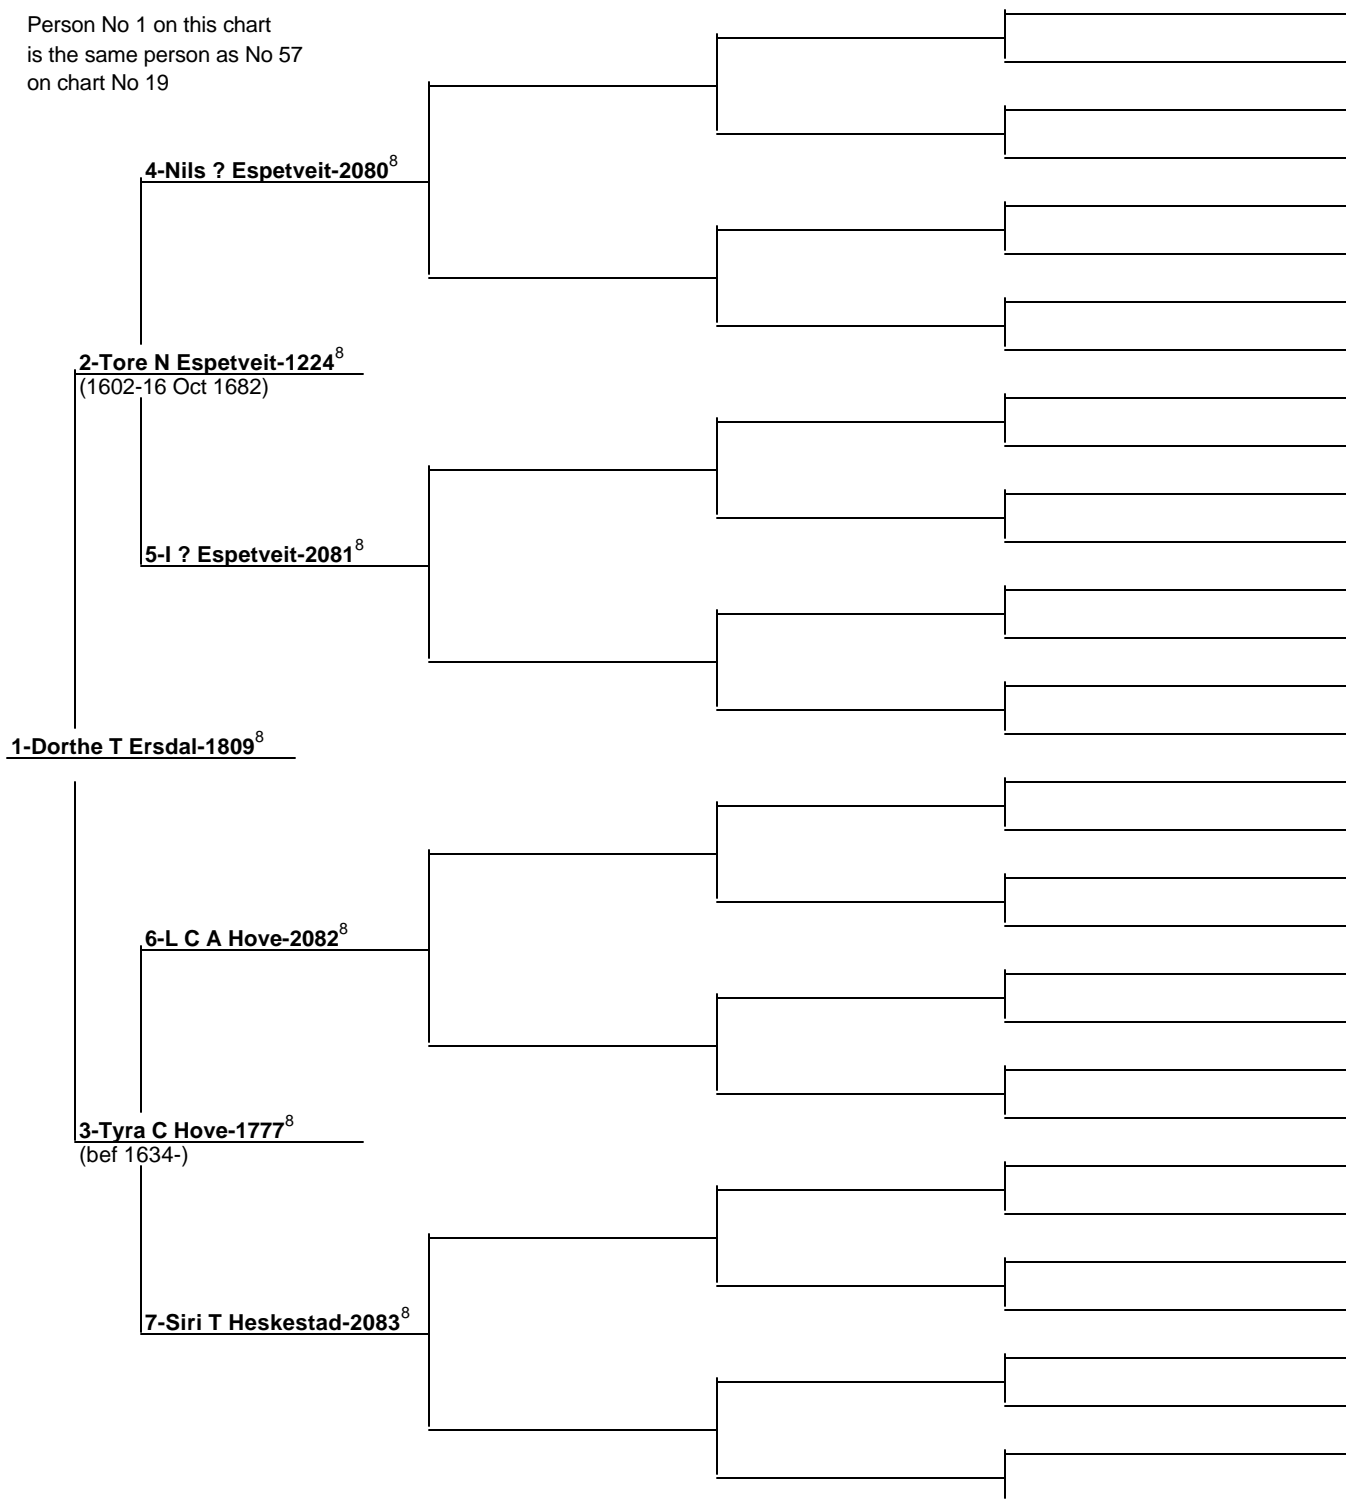 Person No 1 on this chart
is the same person as No 57
on chart No 19
4-Nils ? Espetveit-2080⁸
2-Tore N Espetveit-1224⁸
(1602-16 Oct 1682)
5-I ? Espetveit-2081⁸
1-Dorthe T Ersdal-1809⁸
6-L C A Hove-2082⁸
3-Tyra C Hove-1777⁸
(bef 1634-)
7-Siri T Heskestad-2083⁸